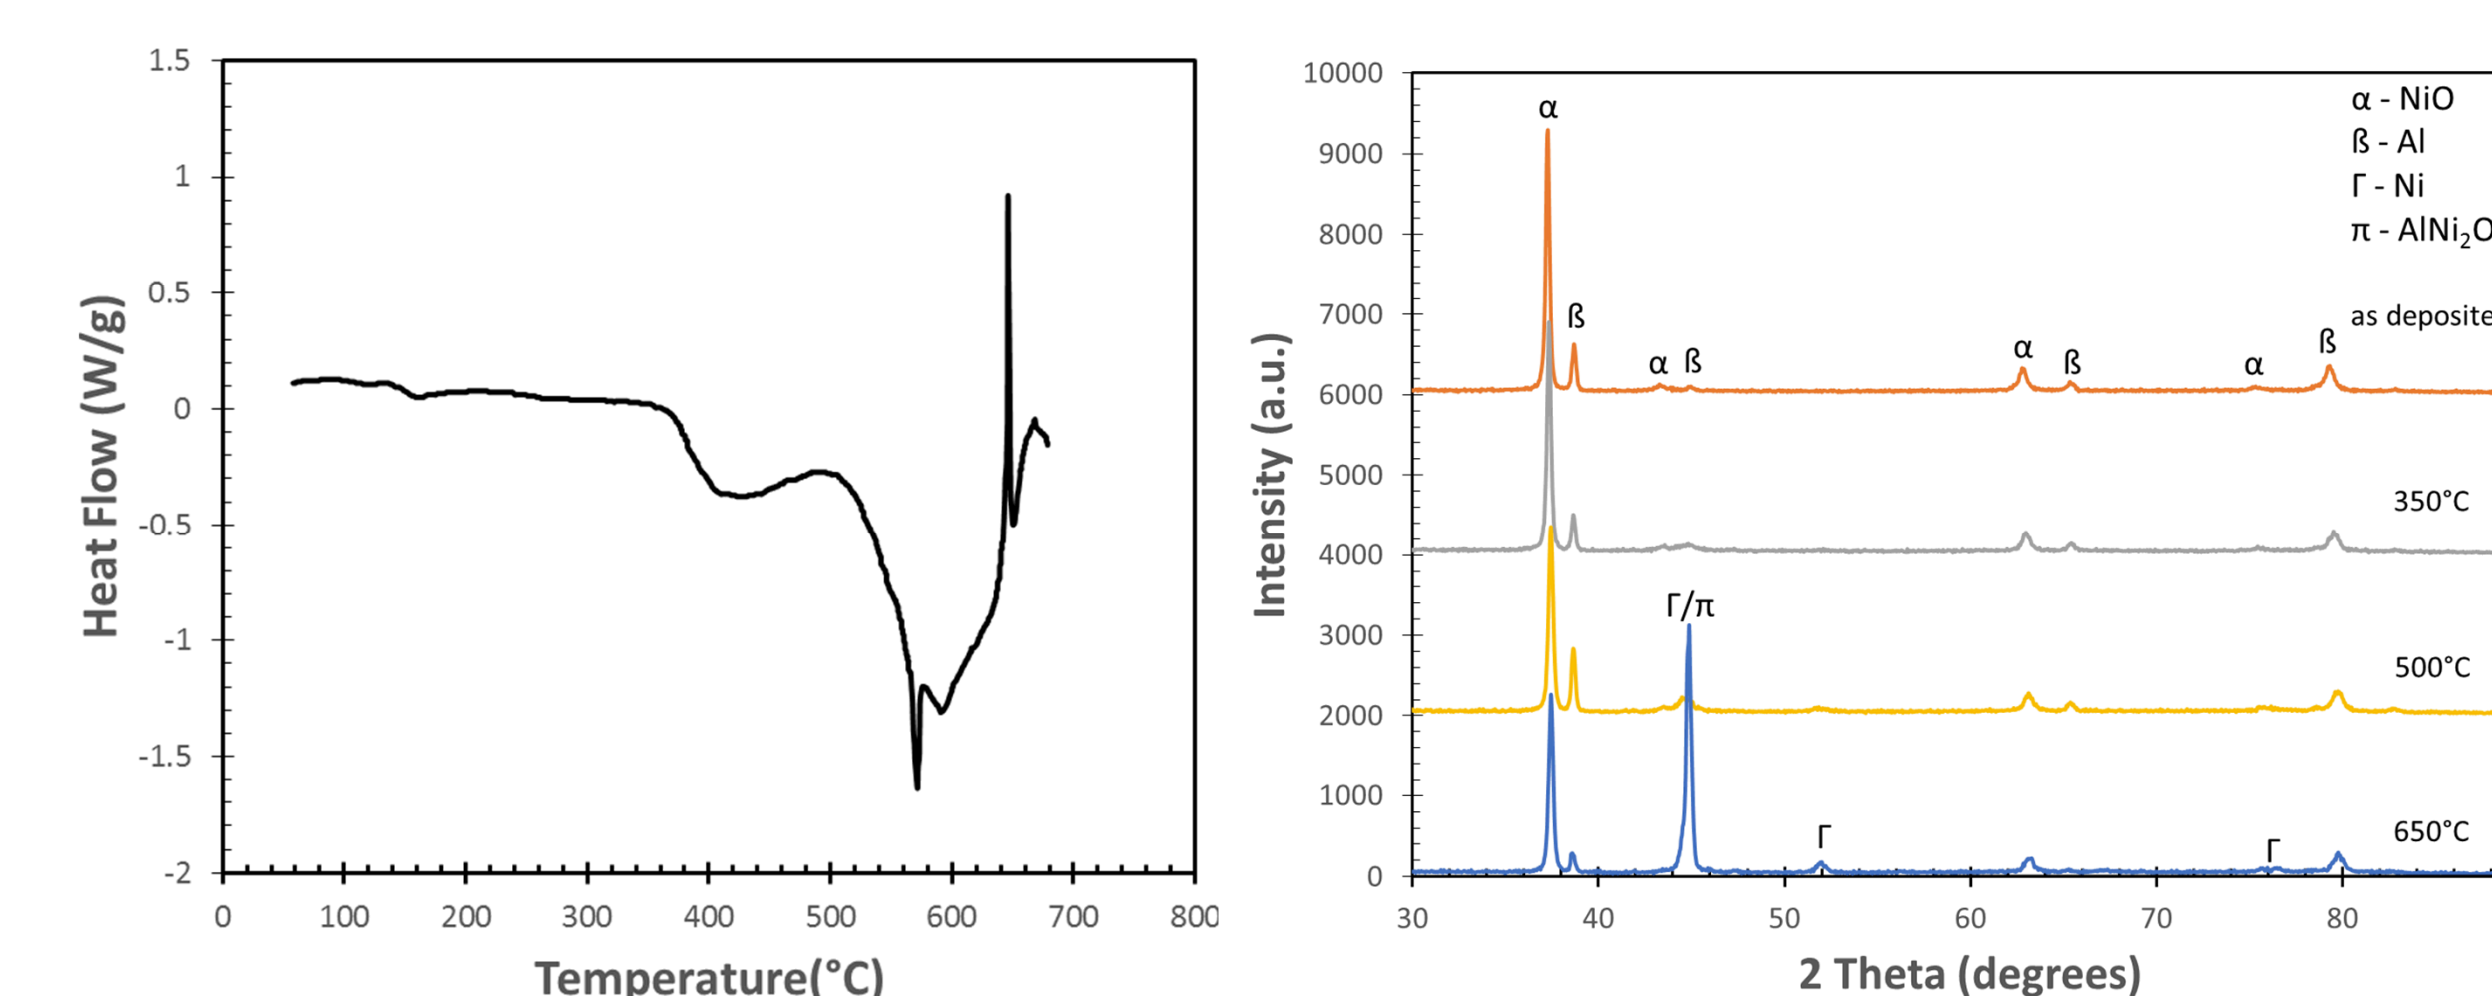 1.5
1
0.5
0
-0.5
-1
-1.5
-2
0 100 200 300 400 500 600 700 800
Heat Flow (W/g)
Temperature(°C)
10000
9000
8000
7000
6000
5000
4000
3000
2000
1000
0
30 40 50 60 70 80
Intensity (a.u.)
2 Theta (degrees)
α - NiO
ß - Al
Γ - Ni
π - AlNi₂O
as deposite
350°C
500°C
650°C
α
ß
α ß
α ß
α ß
Γ/π
Γ
Γ